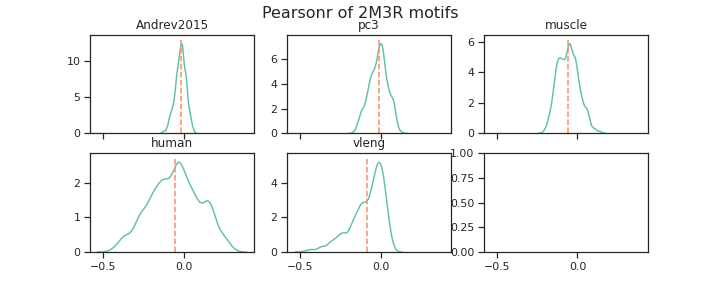 Pearsonr of 2M3R motifs
Andrev2015 pc3 muscle
10 5 0
6 4 2 0
6 4 2 0
human vleng
2 1 0
4 2 0
1.00 0.75 0.50 0.25 0.00
−0.5 0.0 −0.5 0.0 −0.5 0.0